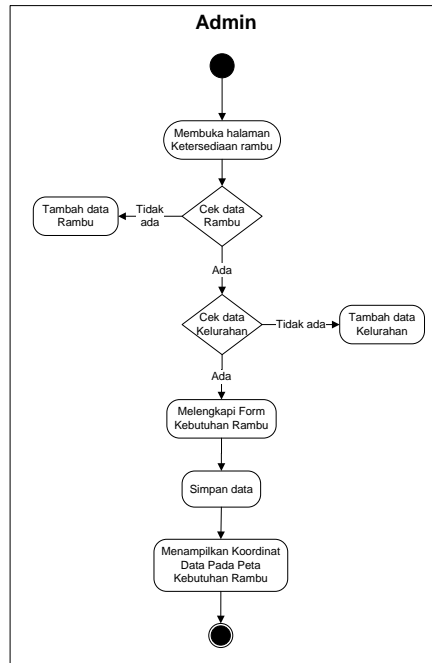 Admin
Membuka halaman
Ketersediaan rambu
Cek data
Rambu
Tidak
ada
Tambah data
Rambu
Ada
Cek data
Kelurahan
Tidak ada
Tambah data
Kelurahan
Ada
Melengkapi Form
Kebutuhan Rambu
Simpan data
Menampilkan Koordinat
Data Pada Peta
Kebutuhan Rambu